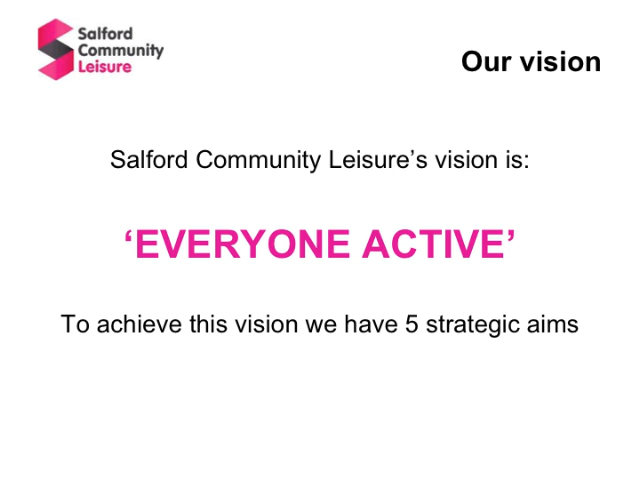 Salford
Community
Leisure
Our vision
Salford Community Leisure’s vision is:
‘EVERYONE ACTIVE’
To achieve this vision we have 5 strategic aims